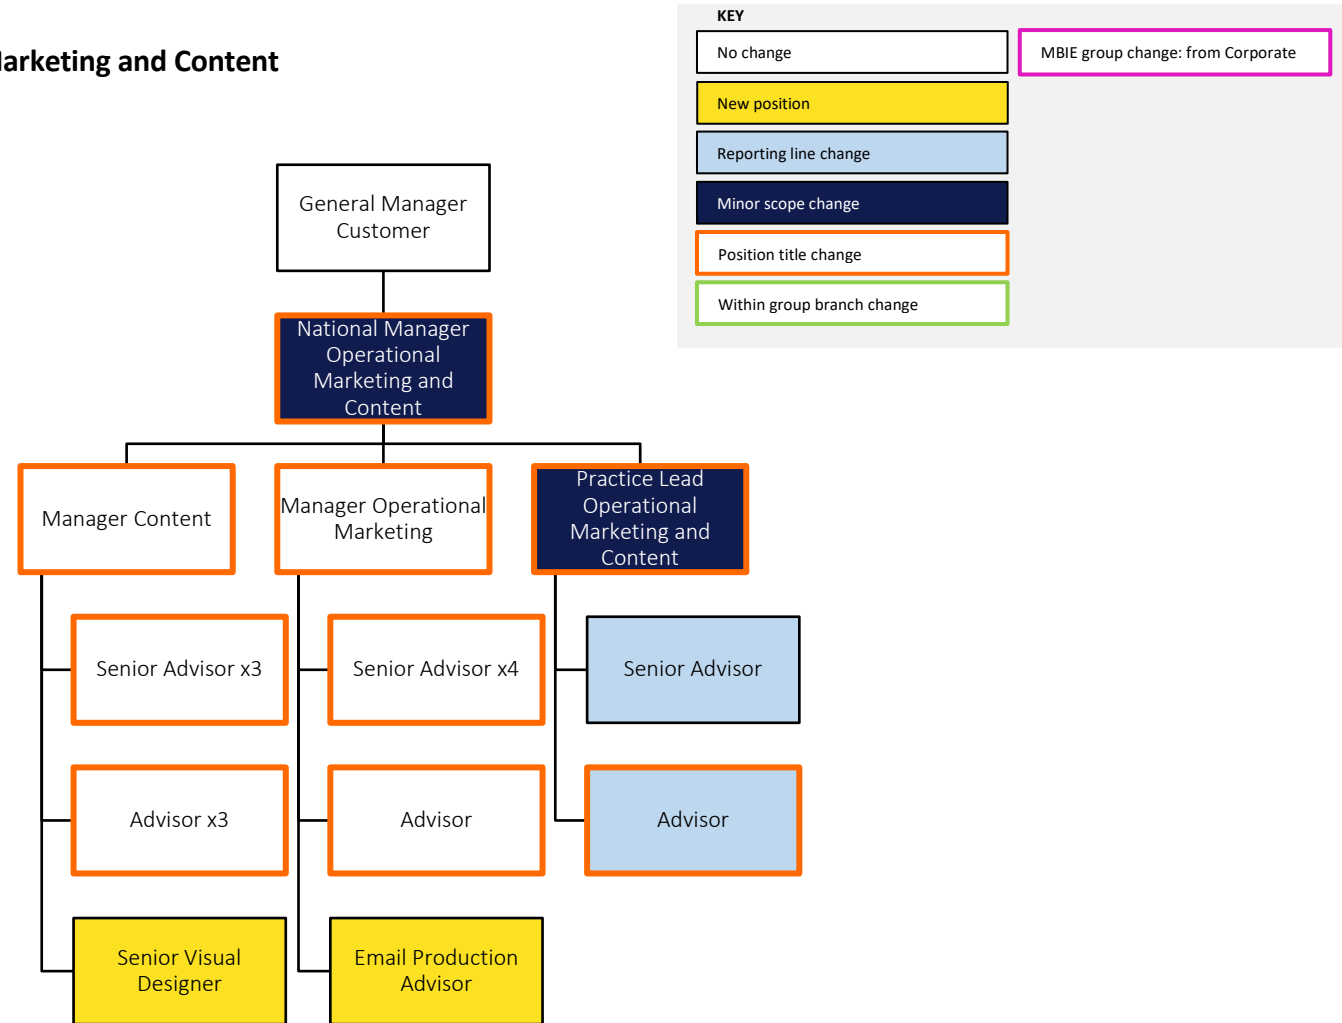 arketing and Content
KEY
No change
MBIE group change: from Corporate
New position
Reporting line change
Minor scope change
Position title change
Within group branch change
General Manager
Customer
National Manager
Operational
Marketing and
Content
Manager Content
Manager Operational
Marketing
Practice Lead
Operational
Marketing and
Content
Senior Advisor x3
Senior Advisor x4
Senior Advisor
Advisor x3
Advisor
Advisor
Senior Visual
Designer
Email Production
Advisor